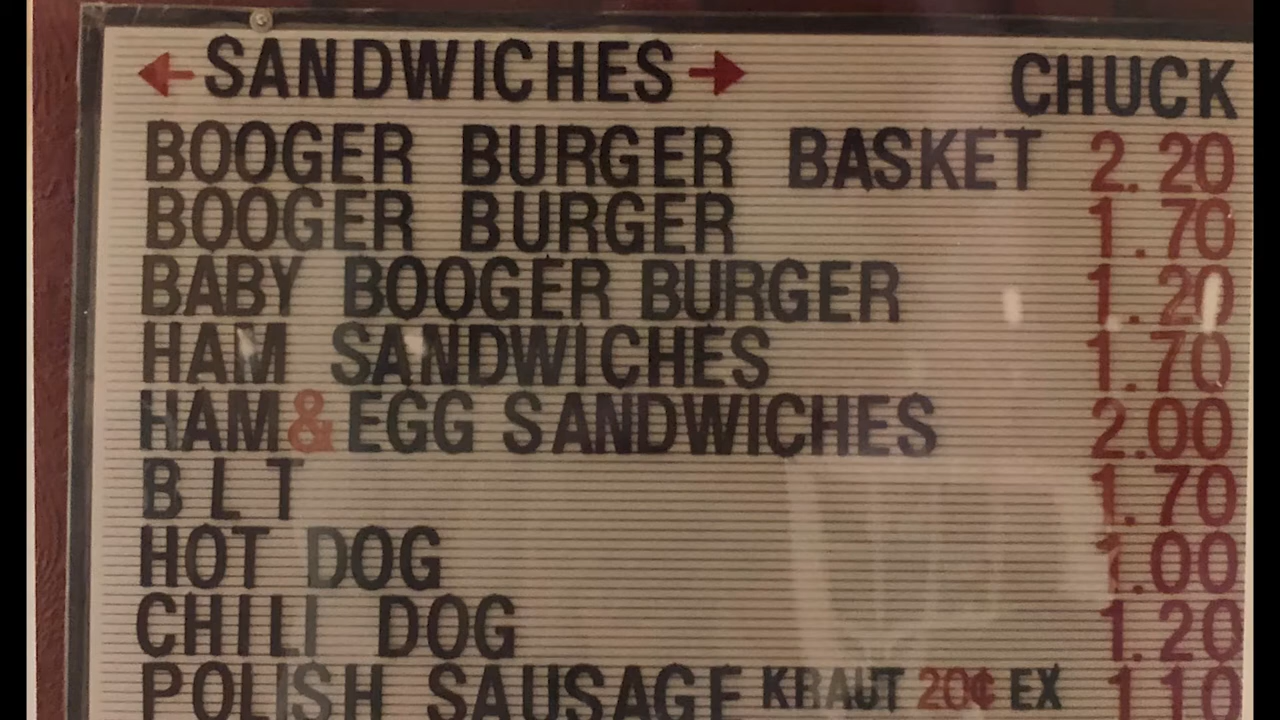 ← SANDWICHES → CHUCK
BOOGER BURGER BASKET 2.20
BOOGER BURGER 1.70
BABY BOOGER BURGER 1.20
HAM SANDWICHES 1.70
HAM & EGG SANDWICHES 2.00
B L T 1.70
HOT DOG 1.00
CHILI DOG 1.20
POLISH SAUSAGE KRAUT 20¢ EX 1.10